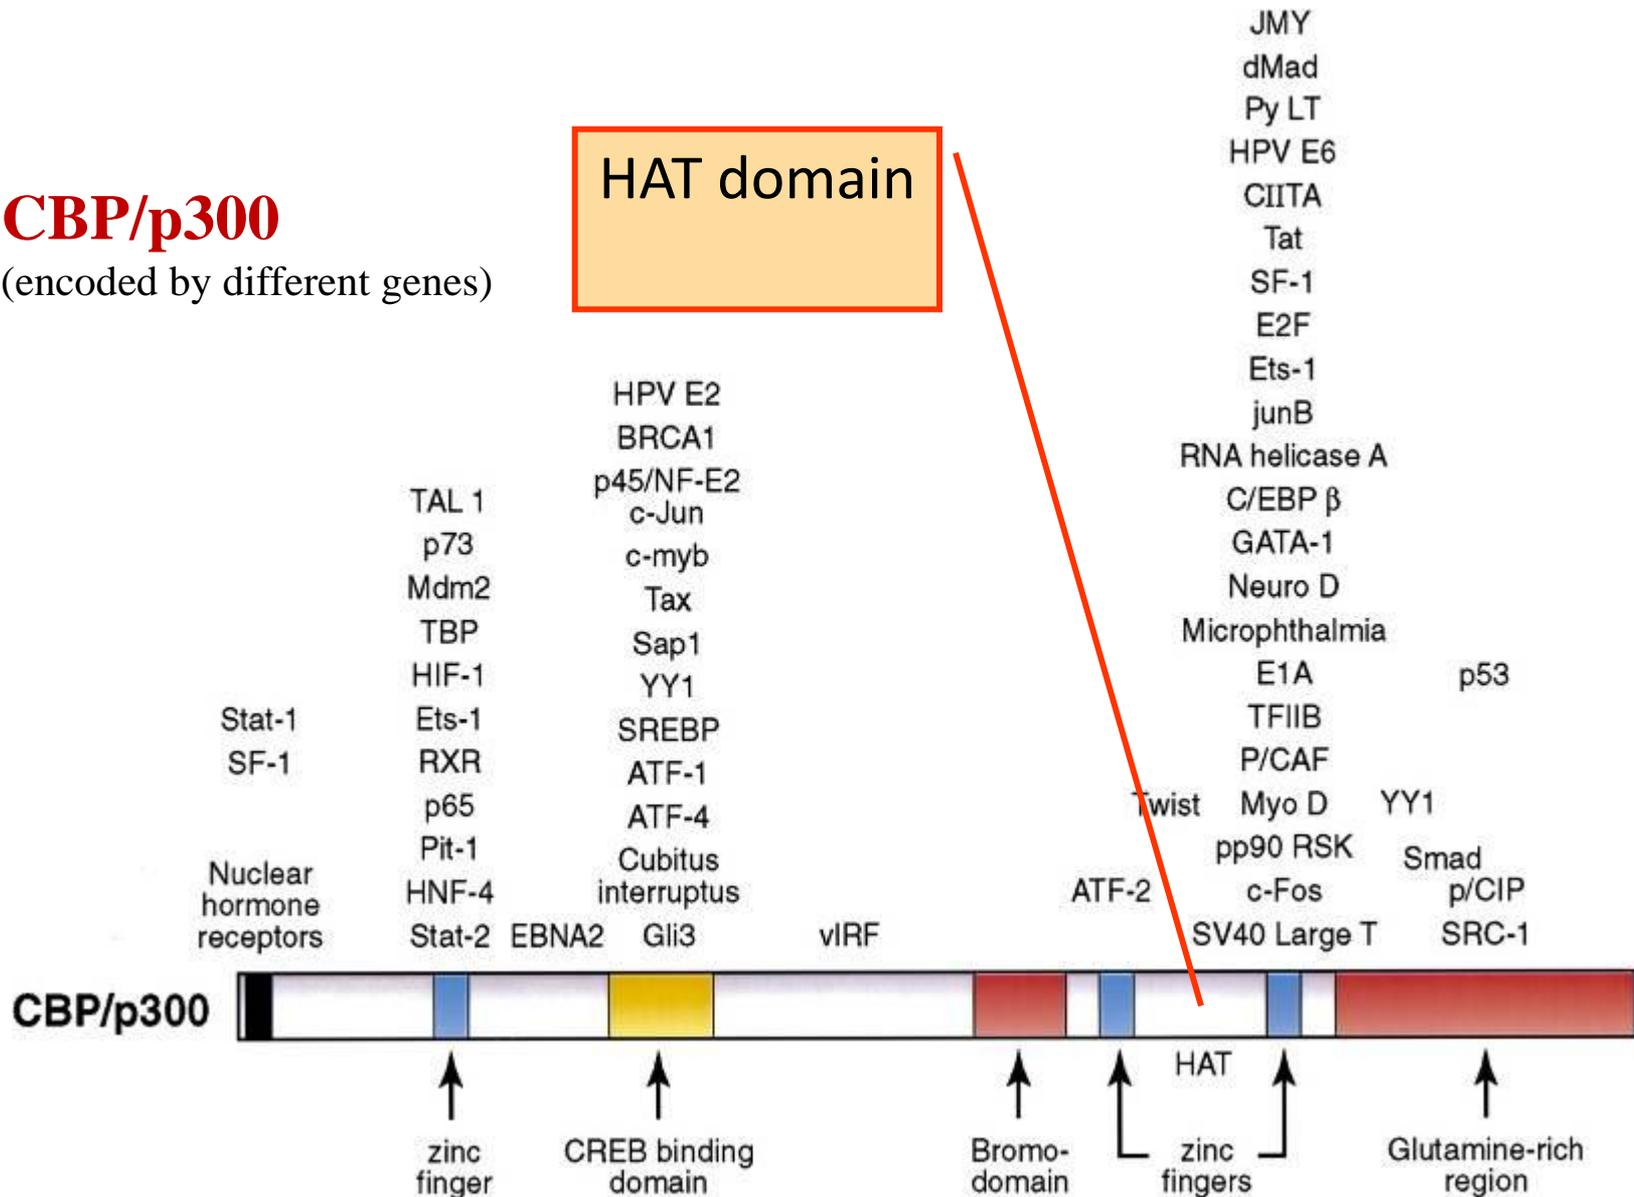 CBP/p300
(encoded by different genes)
HAT domain
Stat-1
SF-1
Nuclear
hormone
receptors
TAL 1
p73
Mdm2
TBP
HIF-1
Ets-1
RXR
p65
Pit-1
HNF-4
Stat-2
EBNA2
HPV E2
BRCA1
p45/NF-E2
c-Jun
c-myb
Tax
Sap1
YY1
SREBP
ATF-1
ATF-4
Cubitus
interruptus
Gli3
vIRF
ATF-2
Twist
JMY
dMad
Py LT
HPV E6
CIITA
Tat
SF-1
E2F
Ets-1
junB
RNA helicase A
C/EBP β
GATA-1
Neuro D
Microphthalmia
E1A
TFIIB
P/CAF
Myo D
pp90 RSK
c-Fos
SV40 Large T
p53
YY1
Smad
p/CIP
SRC-1
CBP/p300
HAT
zinc
finger
CREB binding
domain
Bromo-
domain
zinc
fingers
Glutamine-rich
region